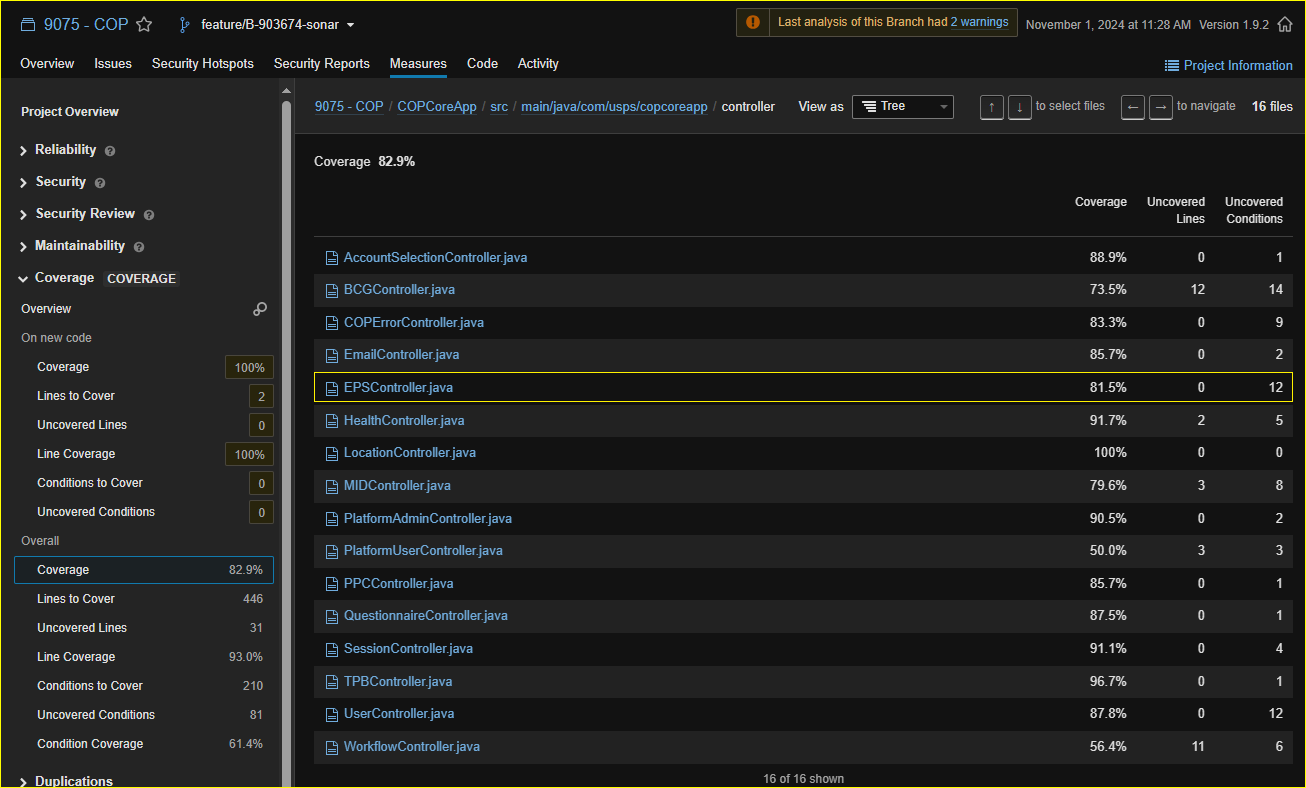 9075 - COP
feature/B-903674-sonar
Last analysis of this Branch had 2 warnings
November 1, 2024 at 11:28 AM Version 1.9.2
Overview Issues Security Hotspots Security Reports Measures Code Activity
Project Information
Project Overview
Reliability ?
Security ?
Security Review ?
Maintainability ?
Coverage COVERAGE
Overview
On new code
Coverage 100%
Lines to Cover 2
Uncovered Lines 0
Line Coverage 100%
Conditions to Cover 0
Uncovered Conditions 0
Overall
Coverage 82.9%
Lines to Cover 446
Uncovered Lines 31
Line Coverage 93.0%
Conditions to Cover 210
Uncovered Conditions 81
Condition Coverage 61.4%
Duplications
9075 - COP / COPCoreApp / src / main/java/com/usps/copcoreapp / controller
View as Tree ↑ ↓ to select files ← → to navigate 16 files
Coverage 82.9%
Coverage Uncovered Lines Uncovered Conditions
AccountSelectionController.java 88.9% 0 1
BCGController.java 73.5% 12 14
COPErrorController.java 83.3% 0 9
EmailController.java 85.7% 0 2
EPSController.java 81.5% 0 12
HealthController.java 91.7% 2 5
LocationController.java 100% 0 0
MIDController.java 79.6% 3 8
PlatformAdminController.java 90.5% 0 2
PlatformUserController.java 50.0% 3 3
PPCController.java 85.7% 0 1
QuestionnaireController.java 87.5% 0 1
SessionController.java 91.1% 0 4
TPBController.java 96.7% 0 1
UserController.java 87.8% 0 12
WorkflowController.java 56.4% 11 6
16 of 16 shown